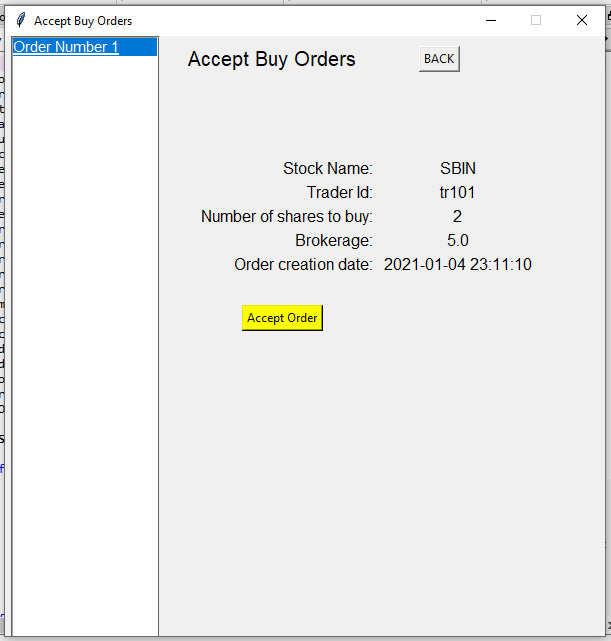 Accept Buy Orders
Order Number 1
Accept Buy Orders
BACK
Stock Name: SBIN
Trader Id: tr101
Number of shares to buy: 2
Brokerage: 5.0
Order creation date: 2021-01-04 23:11:10
Accept Order